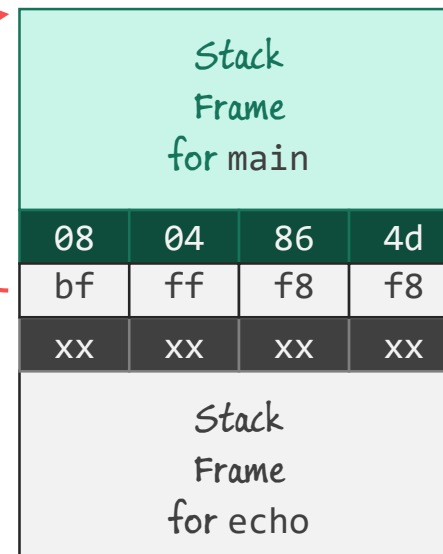 Stack
Frame
for main
08 04 86 4d
bf ff f8 f8
xx xx xx xx
Stack
Frame
for echo